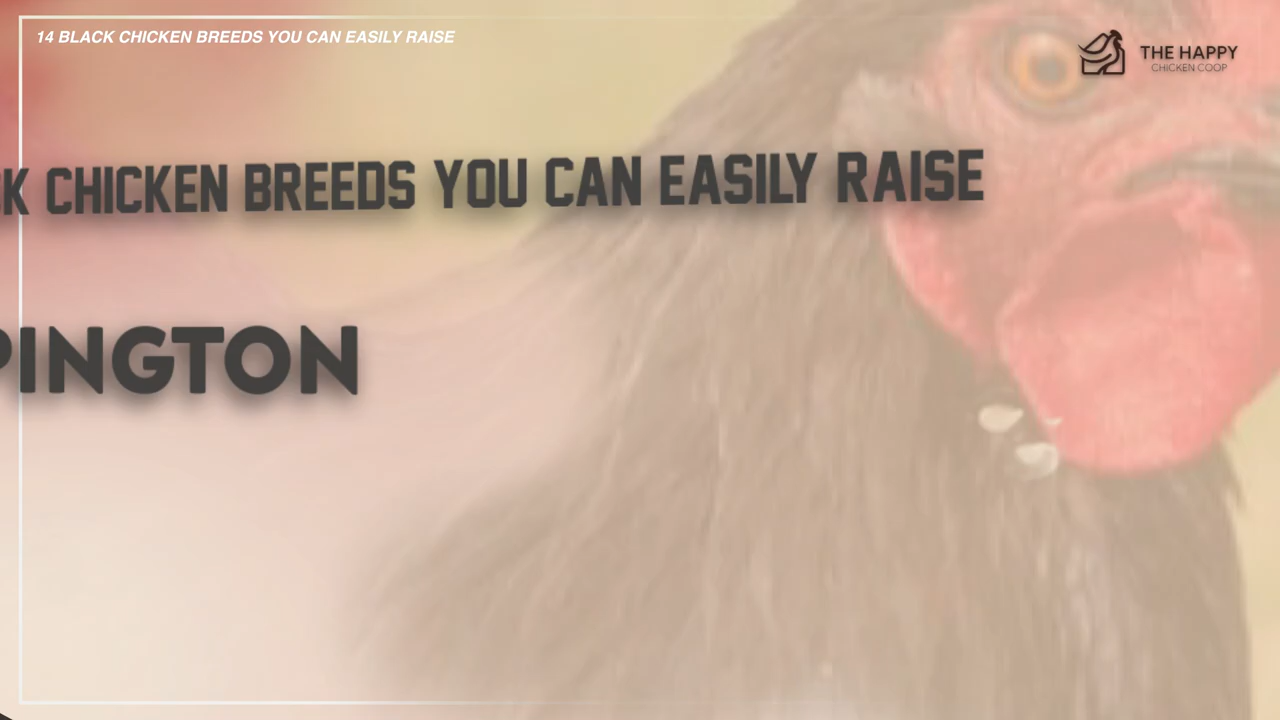 14 BLACK CHICKEN BREEDS YOU CAN EASILY RAISE
THE HAPPY
CHICKEN COOP
K CHICKEN BREEDS YOU CAN EASILY RAISE
PINGTON